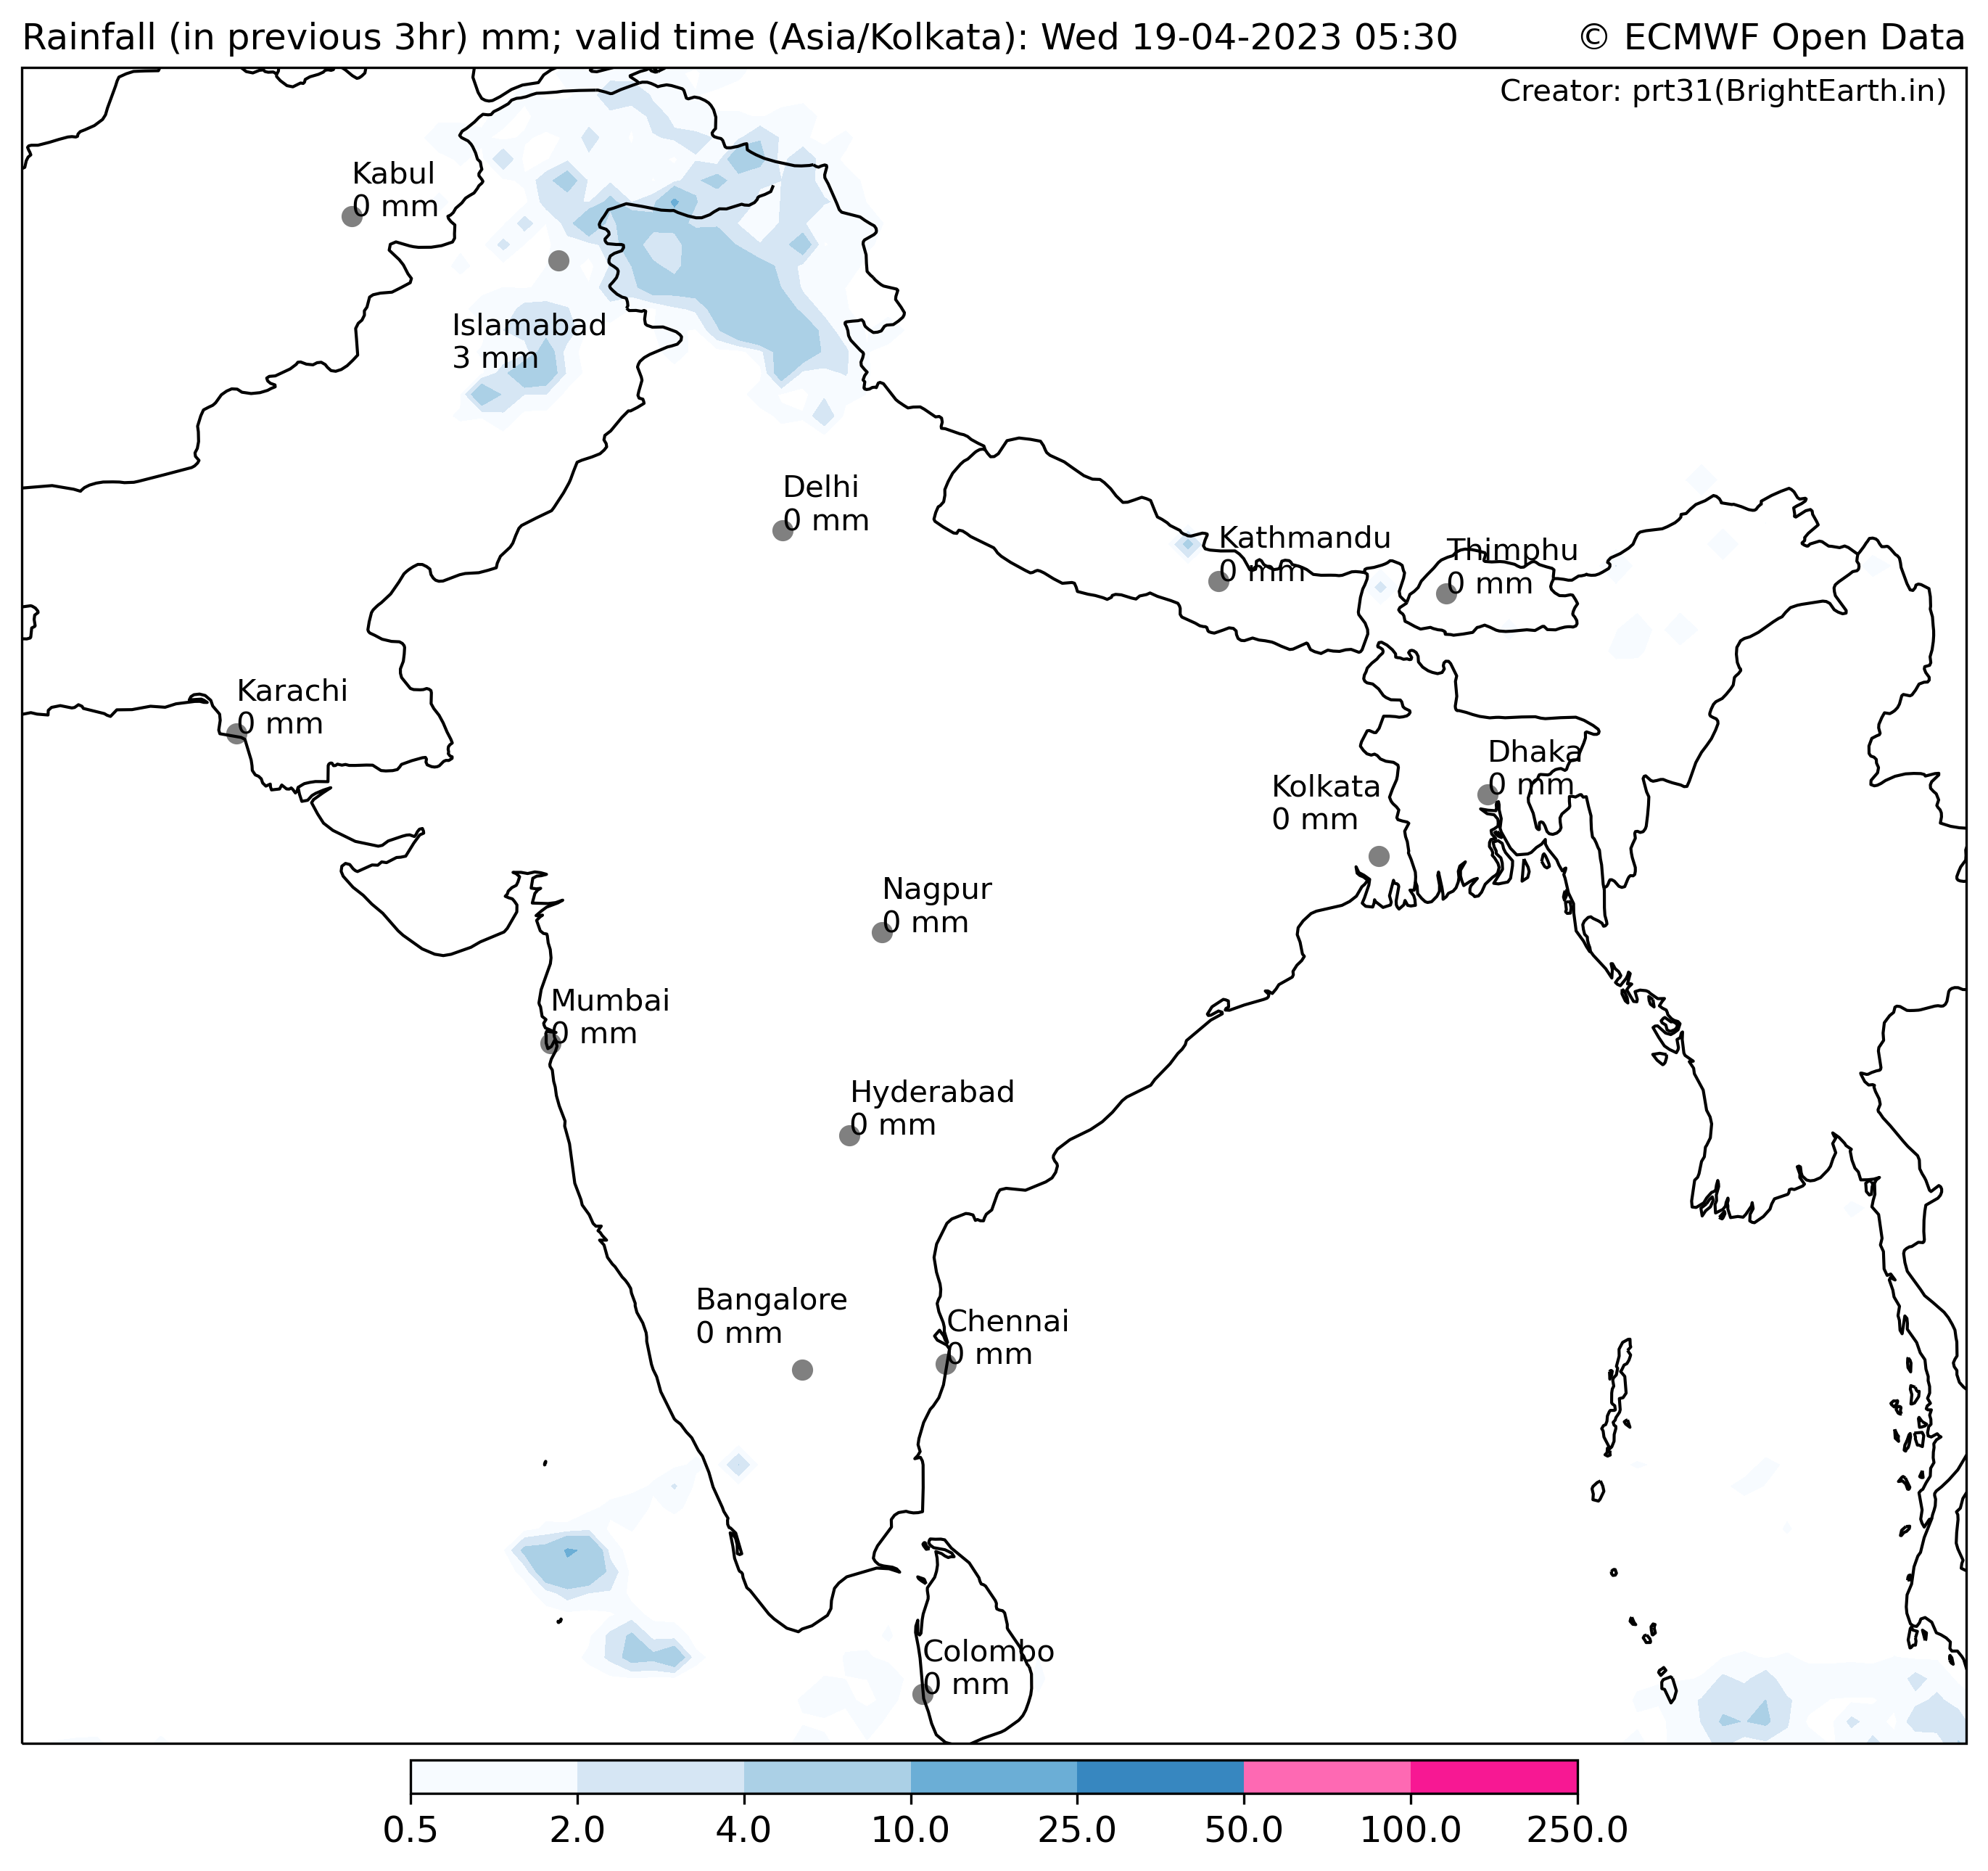 Rainfall (in previous 3hr) mm; valid time (Asia/Kolkata): Wed 19-04-2023 05:30 © ECMWF Open Data
Creator: prt31(BrightEarth.in)
Kabul
0 mm
Islamabad
3 mm
Delhi
0 mm
Kathmandu
0 mm
Thimphu
0 mm
Karachi
0 mm
Dhaka
0 mm
Kolkata
0 mm
Nagpur
0 mm
Mumbai
0 mm
Hyderabad
0 mm
Bangalore
0 mm
Chennai
0 mm
Colombo
0 mm
0.5 2.0 4.0 10.0 25.0 50.0 100.0 250.0